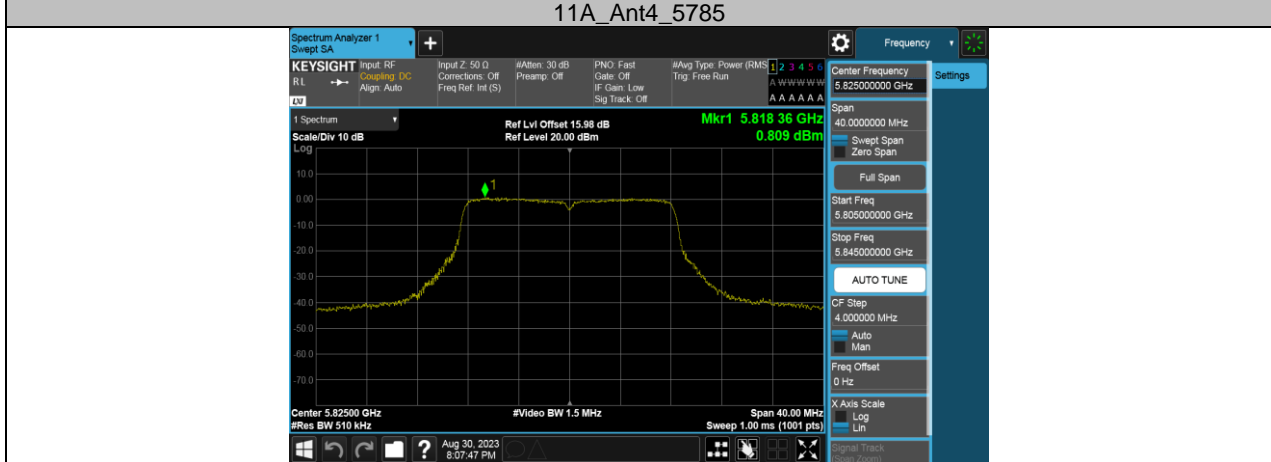 11A_Ant4_5785
Spectrum Analyzer 1
Swept SA
+
Frequency
KEYSIGHT
RL
LXI
Input: RF
Coupling: DC
Align: Auto
Input Z: 50 Ω
Corrections: Off
Freq Ref: Int (S)
#Atten: 30 dB
Preamp: Off
PNO: Fast
Gate: Off
IF Gain: Low
Sig Track: Off
#Avg Type: Power (RMS
Trig: Free Run
1 2 3 4 5 6
A W W W W W
A A A A A A
1 Spectrum
Scale/Div 10 dB
Ref Lvl Offset 15.98 dB
Ref Level 20.00 dBm
Mkr1 5.818 36 GHz
0.809 dBm
Log
10.0
0.00
-10.0
-20.0
-30.0
-40.0
-50.0
-60.0
-70.0
1
Center 5.82500 GHz
#Res BW 510 kHz
#Video BW 1.5 MHz
Span 40.00 MHz
Sweep 1.00 ms (1001 pts)
Center Frequency
5.825000000 GHz
Settings
Span
40.0000000 MHz
Swept Span
Zero Span
Full Span
Start Freq
5.805000000 GHz
Stop Freq
5.845000000 GHz
AUTO TUNE
CF Step
4.000000 MHz
Auto
Man
Freq Offset
0 Hz
X Axis Scale
Log
Lin
Signal Track
(Span Zoom)
?
Aug 30, 2023
8:07:47 PM